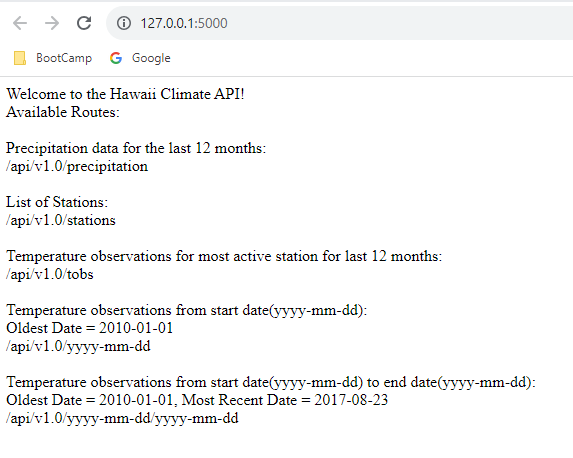 127.0.0.1:5000
BootCamp Google
Welcome to the Hawaii Climate API!
Available Routes:
Precipitation data for the last 12 months:
/api/v1.0/precipitation
List of Stations:
/api/v1.0/stations
Temperature observations for most active station for last 12 months:
/api/v1.0/tobs
Temperature observations from start date(yyyy-mm-dd):
Oldest Date = 2010-01-01
/api/v1.0/yyyy-mm-dd
Temperature observations from start date(yyyy-mm-dd) to end date(yyyy-mm-dd):
Oldest Date = 2010-01-01, Most Recent Date = 2017-08-23
/api/v1.0/yyyy-mm-dd/yyyy-mm-dd